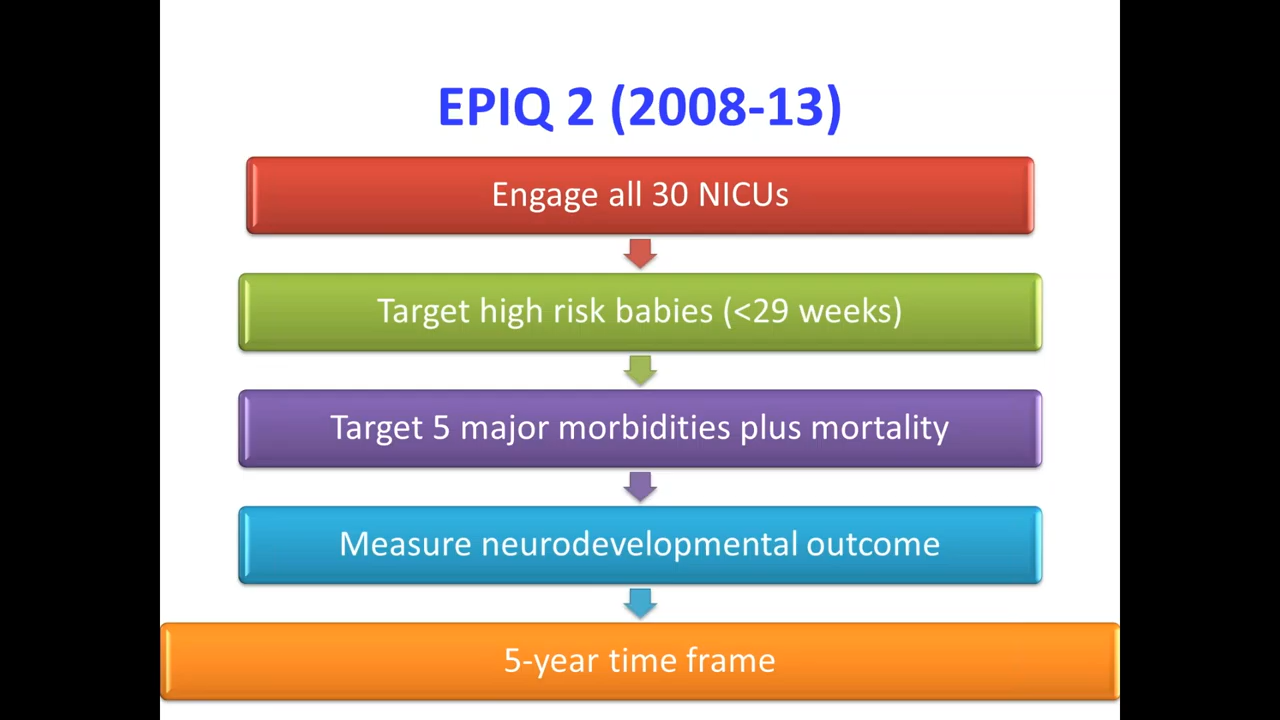 EPIQ 2 (2008-13)
Engage all 30 NICUs
Target high risk babies (<29 weeks)
Target 5 major morbidities plus mortality
Measure neurodevelopmental outcome
5-year time frame